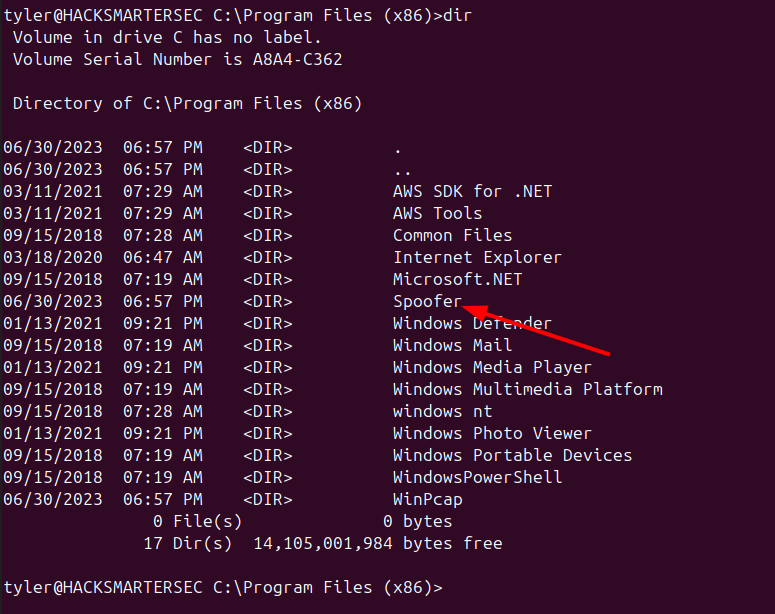 tyler@HACKSMARTERSEC C:\Program Files (x86)>dir
 Volume in drive C has no label.
 Volume Serial Number is A8A4-C362

 Directory of C:\Program Files (x86)

06/30/2023  06:57 PM    <DIR>          .
06/30/2023  06:57 PM    <DIR>          ..
03/11/2021  07:29 AM    <DIR>          AWS SDK for .NET
03/11/2021  07:29 AM    <DIR>          AWS Tools
09/15/2018  07:28 AM    <DIR>          Common Files
03/18/2020  06:47 AM    <DIR>          Internet Explorer
09/15/2018  07:19 AM    <DIR>          Microsoft.NET
06/30/2023  06:57 PM    <DIR>          Spoofer
01/13/2021  09:21 PM    <DIR>          Windows Defender
09/15/2018  07:19 AM    <DIR>          Windows Mail
01/13/2021  09:21 PM    <DIR>          Windows Media Player
09/15/2018  07:19 AM    <DIR>          Windows Multimedia Platform
09/15/2018  07:28 AM    <DIR>          windows nt
01/13/2021  09:21 PM    <DIR>          Windows Photo Viewer
09/15/2018  07:19 AM    <DIR>          Windows Portable Devices
09/15/2018  07:19 AM    <DIR>          WindowsPowerShell
06/30/2023  06:57 PM    <DIR>          WinPcap
               0 File(s)              0 bytes
              17 Dir(s)  14,105,001,984 bytes free

tyler@HACKSMARTERSEC C:\Program Files (x86)>